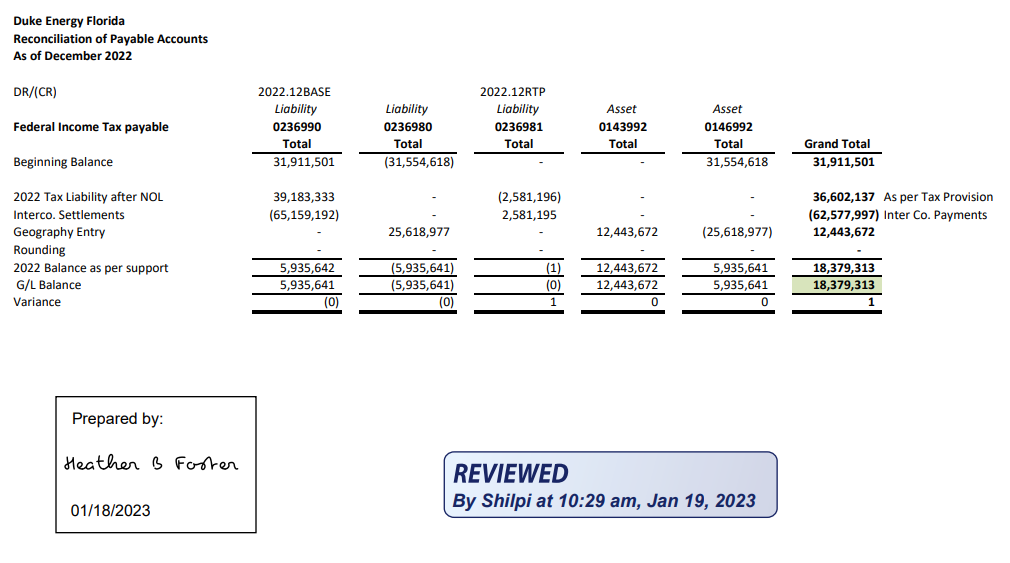 Duke Energy Florida
Reconciliation of Payable Accounts
As of December 2022
DR/(CR) 2022.12BASE 2022.12RTP
Liability Liability Liability Asset Asset
Federal Income Tax payable 0236990 0236980 0236981 0143992 0146992
Total Total Total Total Total Grand Total
Beginning Balance 31,911,501 (31,554,618) - - 31,554,618 31,911,501
2022 Tax Liability after NOL 39,183,333 - (2,581,196) - - 36,602,137 As per Tax Provision
Interco. Settlements (65,159,192) - 2,581,195 - - (62,577,997) Inter Co. Payments
Geography Entry - 25,618,977 - 12,443,672 (25,618,977) 12,443,672
Rounding - - - - - -
2022 Balance as per support 5,935,642 (5,935,641) (1) 12,443,672 5,935,641 18,379,313
G/L Balance 5,935,641 (5,935,641) (0) 12,443,672 5,935,641 18,379,313
Variance (0) (0) 1 0 0 1
Prepared by:
Heather B Foster
01/18/2023
REVIEWED
By Shilpi at 10:29 am, Jan 19, 2023